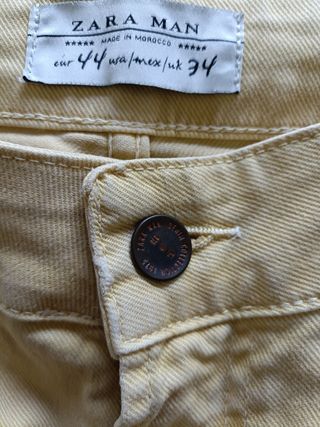 ZARA MAN
★★★★★ MADE IN MOROCCO ★★★★★
eur 44 usa/mex/uk 34